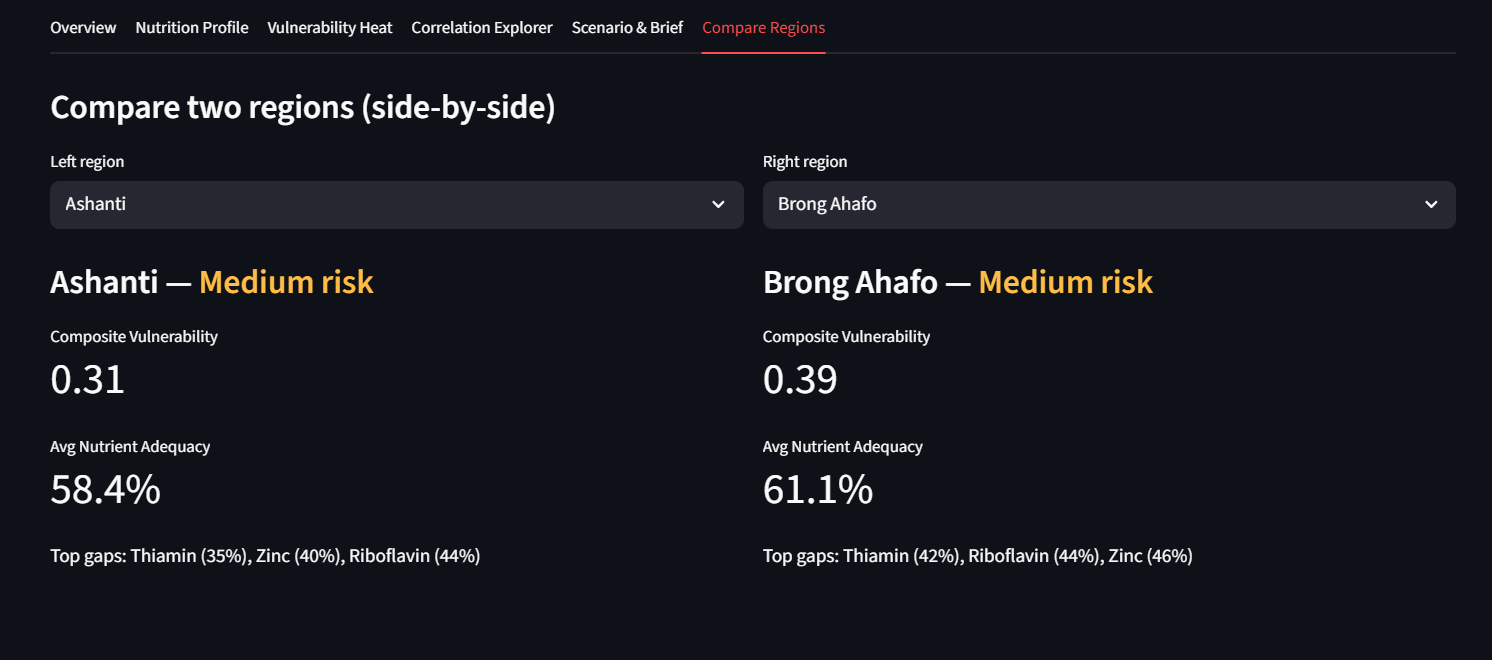 Overview Nutrition Profile Vulnerability Heat Correlation Explorer Scenario & Brief Compare Regions
Compare two regions (side-by-side)
Left region
Ashanti
Right region
Brong Ahafo
Ashanti — Medium risk
Composite Vulnerability
0.31
Avg Nutrient Adequacy
58.4%
Top gaps: Thiamin (35%), Zinc (40%), Riboflavin (44%)
Brong Ahafo — Medium risk
Composite Vulnerability
0.39
Avg Nutrient Adequacy
61.1%
Top gaps: Thiamin (42%), Riboflavin (44%), Zinc (46%)